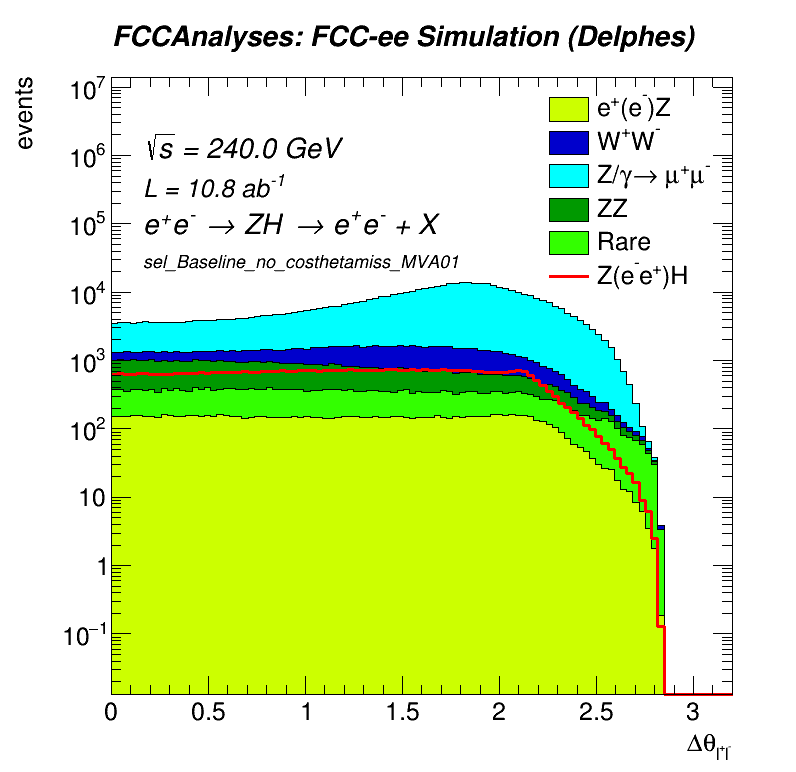 FCCAnalyses: FCC-ee Simulation (Delphes)
events
10⁷
10⁶
10⁵
10⁴
10³
10²
10
1
10⁻¹
√s = 240.0 GeV
L = 10.8 ab⁻¹
e⁺e⁻ → ZH → e⁺e⁻ + X
sel_Baseline_no_costhetamiss_MVA01
e⁺(e⁻)Z
W⁺W⁻
Z/γ→ μ⁺μ⁻
ZZ
Rare
Z(e⁻e⁺)H
0 0.5 1 1.5 2 2.5 3
Δθ_l⁺l⁻